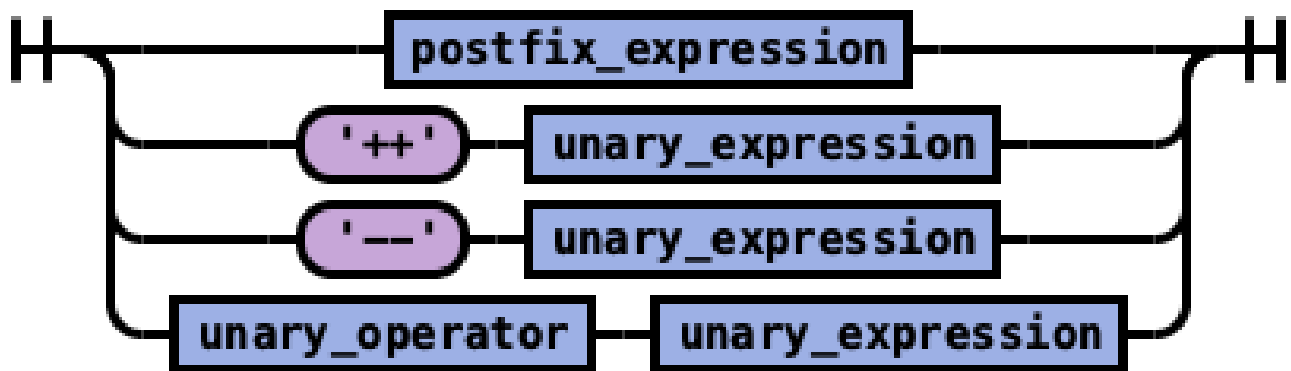 postfix_expression
'++' unary_expression
'--' unary_expression
unary_operator unary_expression